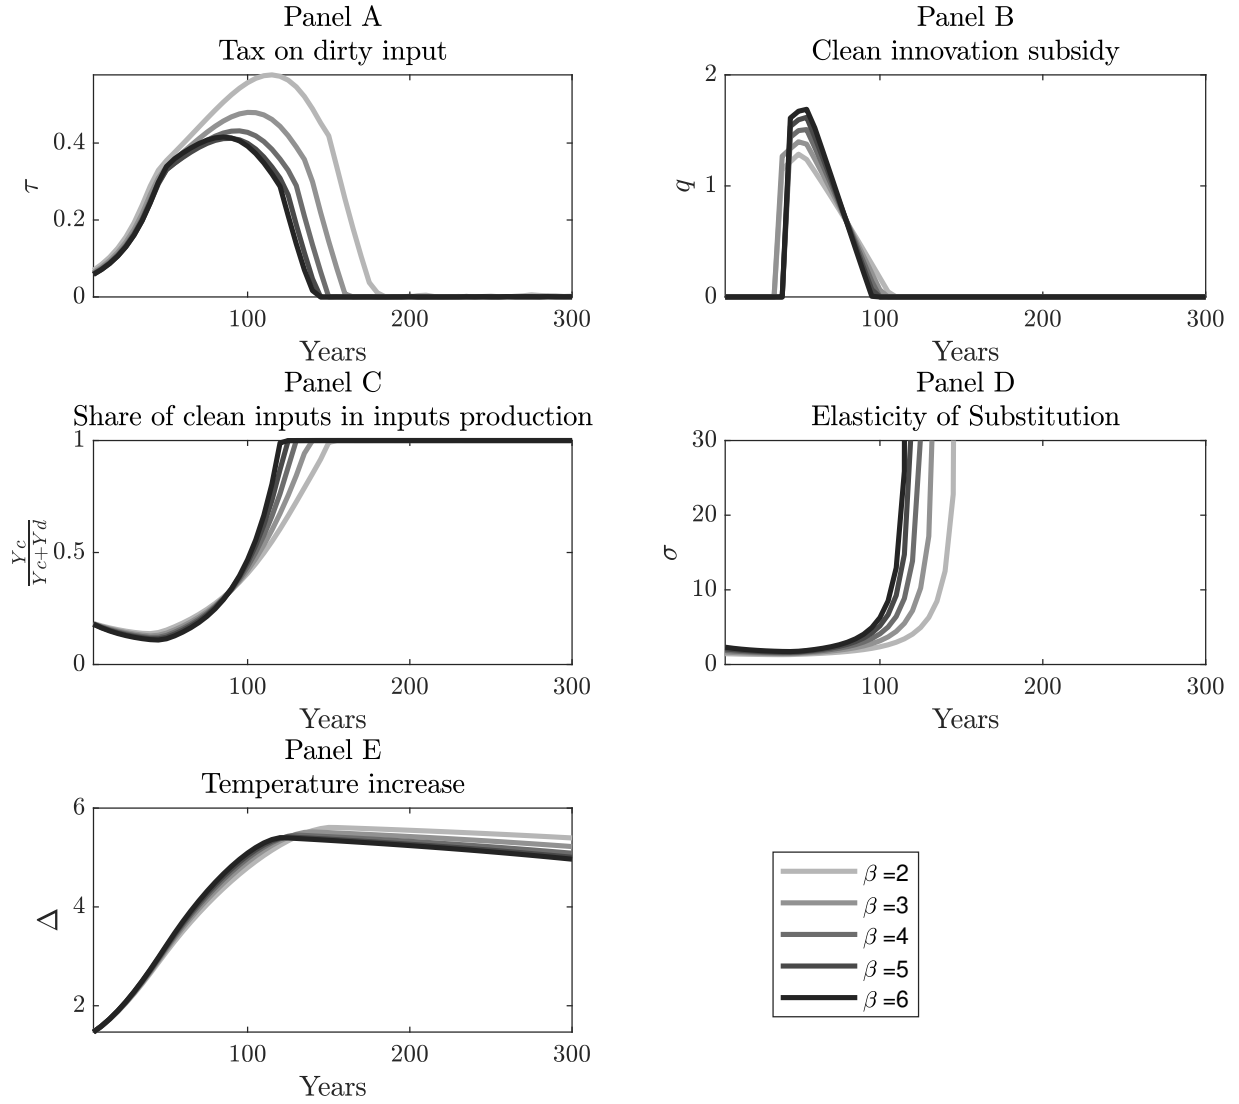 Panel A
Tax on dirty input
0.4
0.2
0
τ
100
200
300
Years
Panel B
Clean innovation subsidy
2
1
0
q
100
200
300
Years
Panel C
Share of clean inputs in inputs production
1
0.5
0
Yc
Yc+Yd
100
200
300
Years
Panel D
Elasticity of Substitution
30
20
10
0
σ
100
200
300
Years
Panel E
Temperature increase
6
4
2
Δ
100
200
300
Years
β =2
β =3
β =4
β =5
β =6